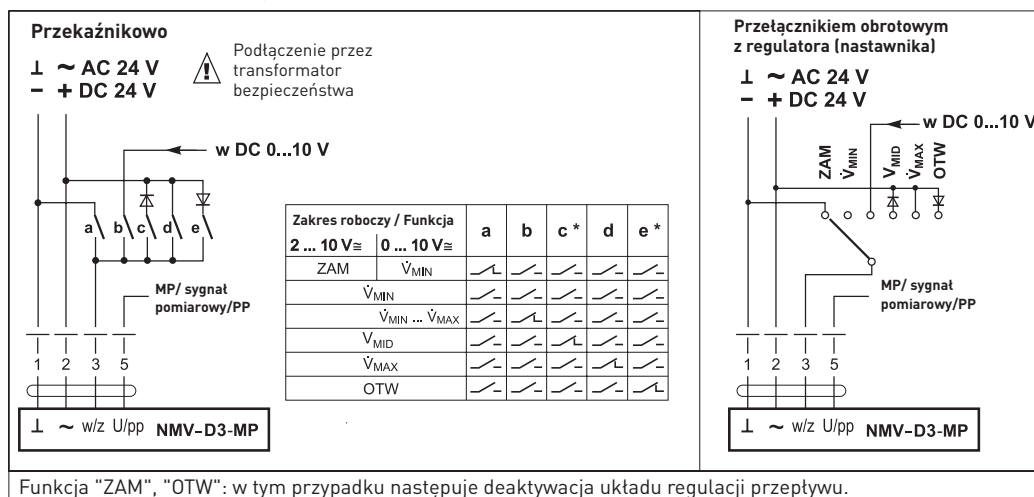 Przekaźnikowo
⊥ ~ AC 24 V
– + DC 24 V
Podłączenie przez
transformator
bezpieczeństwa
w DC 0...10 V
a b c d e
MP/ sygnał
pomiarowy/PP
1 2 3 5
⊥ ~ w/z U/pp NMV-D3-MP
Zakres roboczy / Funkcja a b c * d e *
2 ... 10 V≅ 0 ... 10 V≅
ZAM V̇MIN
V̇MIN
V̇MIN ... V̇MAX
VMID
V̇MAX
OTW
Przełącznikiem obrotowym
z regulatora (nastawnika)
⊥ ~ AC 24 V
– + DC 24 V
w DC 0...10 V
ZAM V̇MIN VMID V̇MAX OTW
MP/ sygnał
pomiarowy/PP
1 2 3 5
⊥ ~ w/z U/pp NMV-D3-MP
Funkcja "ZAM", "OTW": w tym przypadku następuje deaktywacja układu regulacji przepływu.